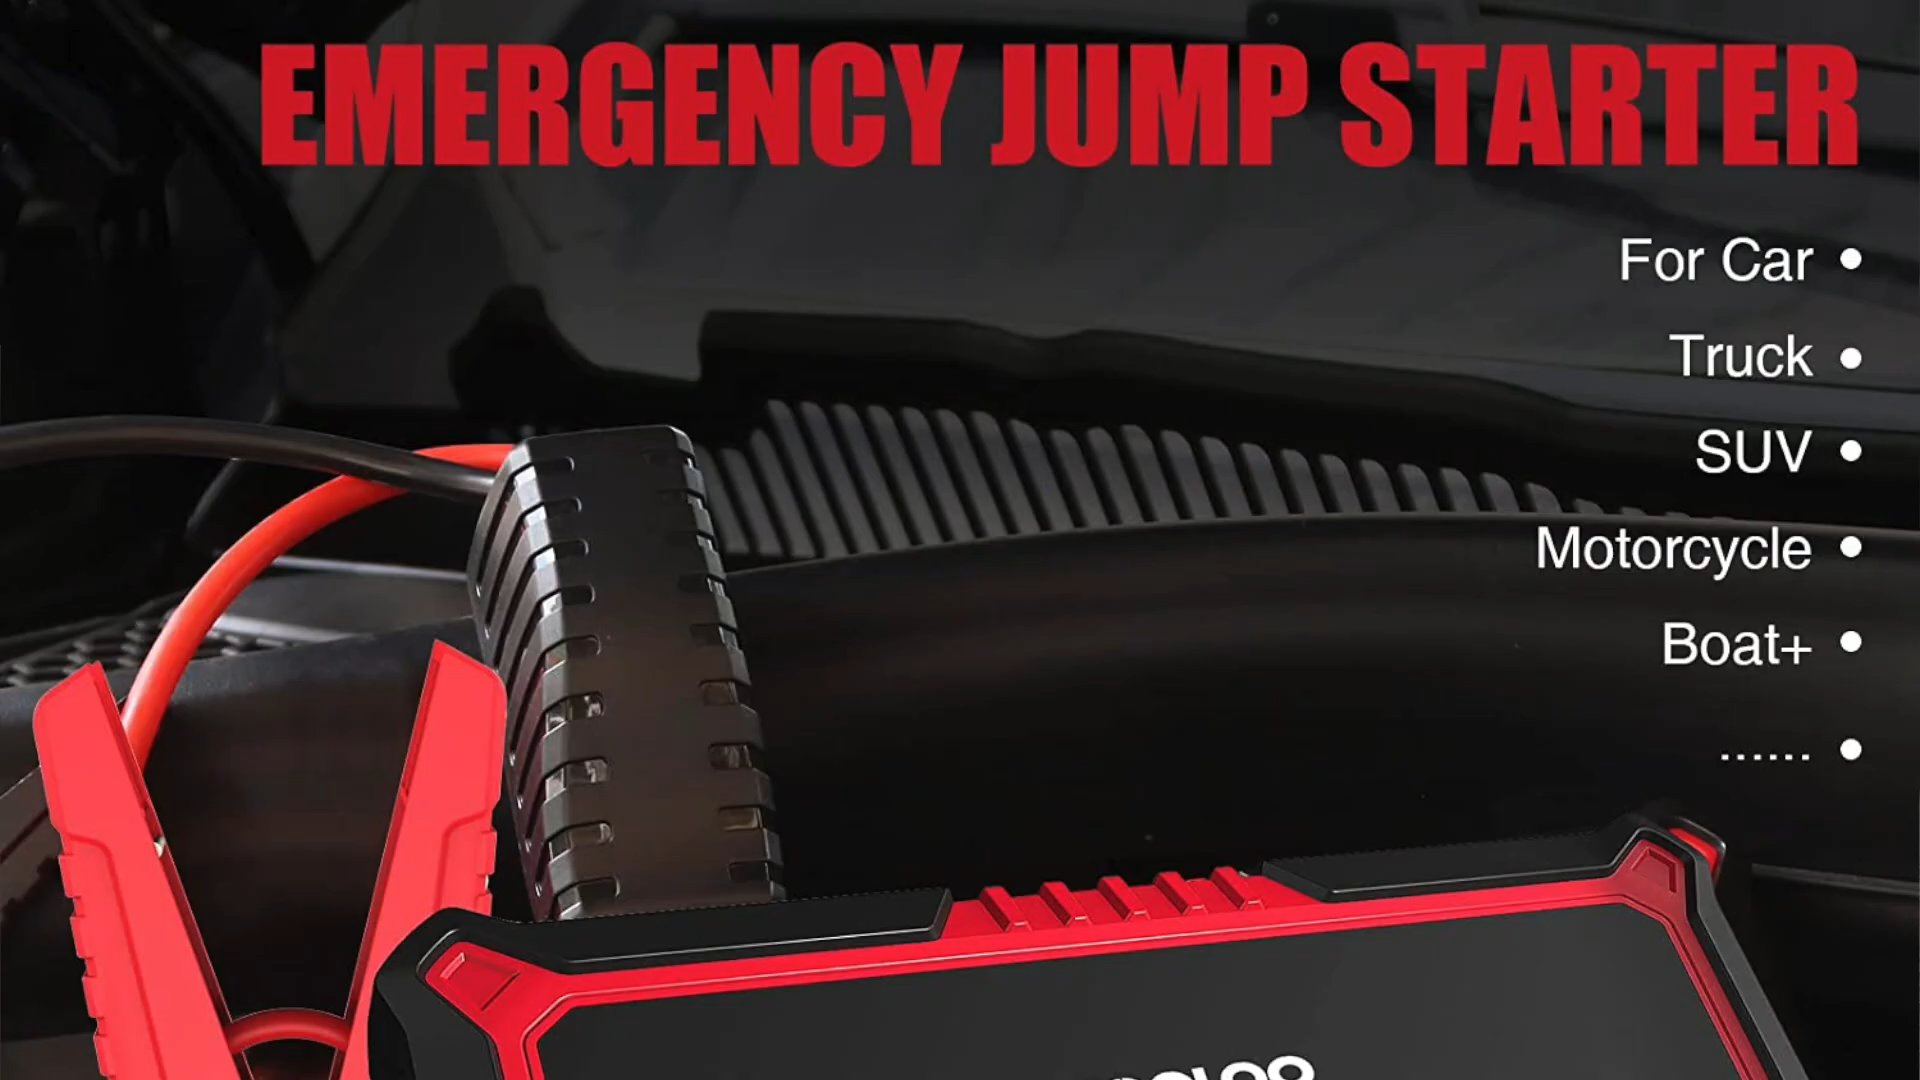 EMERGENCY JUMP STARTER
For Car •
Truck •
SUV •
Motorcycle •
Boat+ •
...... •